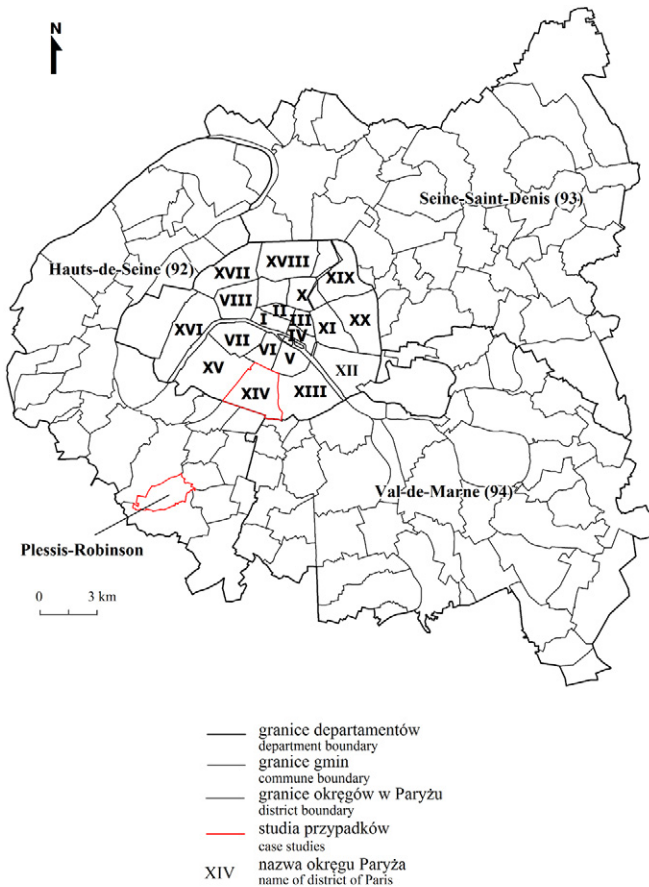 N
Seine-Saint-Denis (93)
Hauts-de-Seine (92)
XVII
XVIII
XIX
VIII
X
II
I
III
XX
XVI
XI
IV
VII
VI
V
XII
XV
XIV
XIII
Val-de-Marne (94)
Plessis-Robinson
0 3 km
granice departamentów
department boundary
granice gmin
commune boundary
granice okręgów w Paryżu
district boundary
studia przypadków
case studies
XIV nazwa okręgu Paryża
name of district of Paris